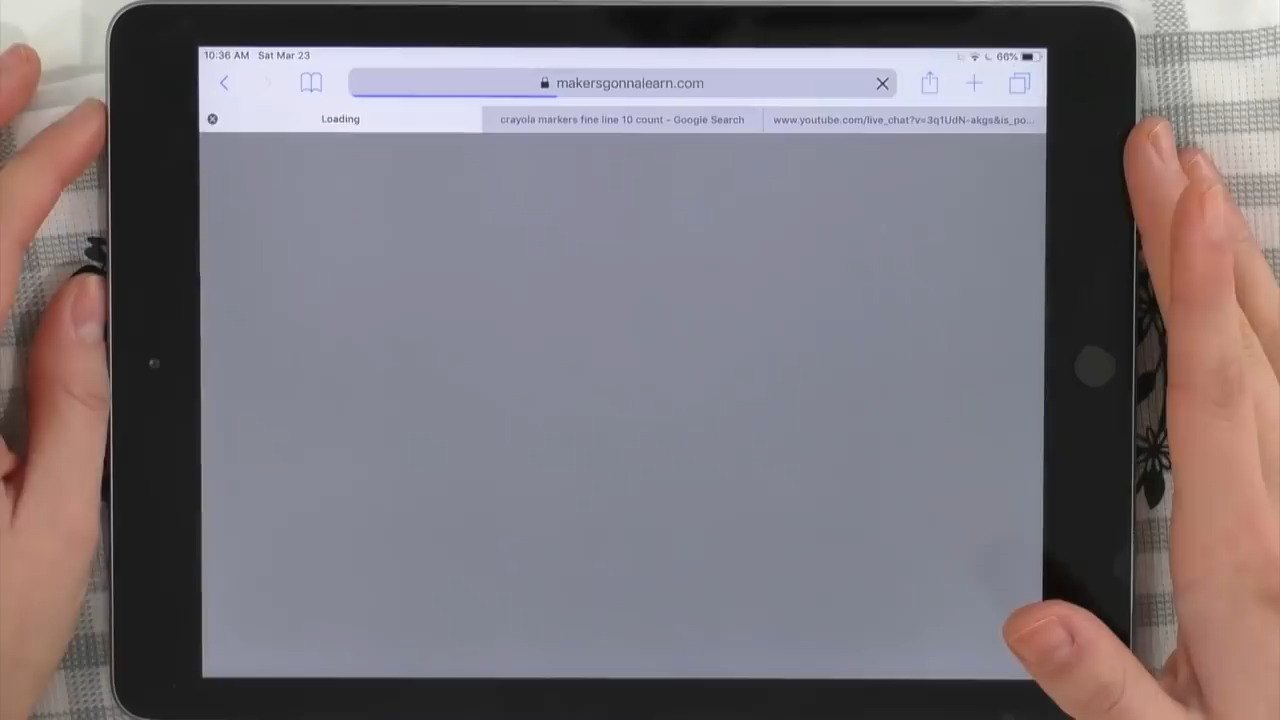 10:36 AM Sat Mar 23
66%
makersgonnalearn.com
Loading
crayola markers fine line 10 count - Google Search
www.youtube.com/live_chat?v=3q1UdN-akgs&is_po...